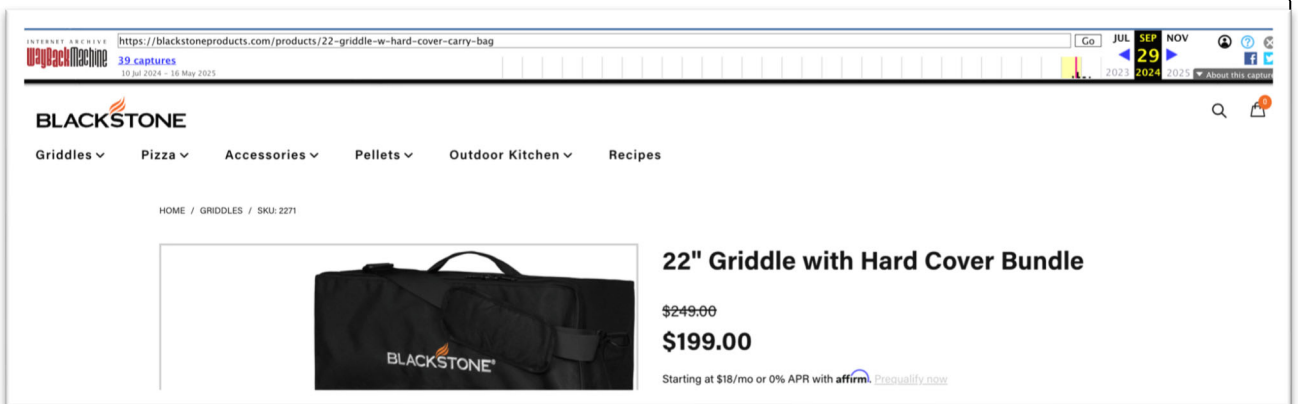 INTERNET ARCHIVE
WayBackMachine
https://blackstoneproducts.com/products/22-griddle-w-hard-cover-carry-bag
Go
JUL SEP NOV
39 captures
29
10 Jul 2024 – 16 May 2025
2023 2024 2025
About this capture
BLACKSTONE
0
Griddles Pizza Accessories Pellets Outdoor Kitchen Recipes
HOME / GRIDDLES / SKU: 2271
22" Griddle with Hard Cover Bundle
$249.00
$199.00
BLACKSTONE®
Starting at $18/mo or 0% APR with affirm. Prequalify now